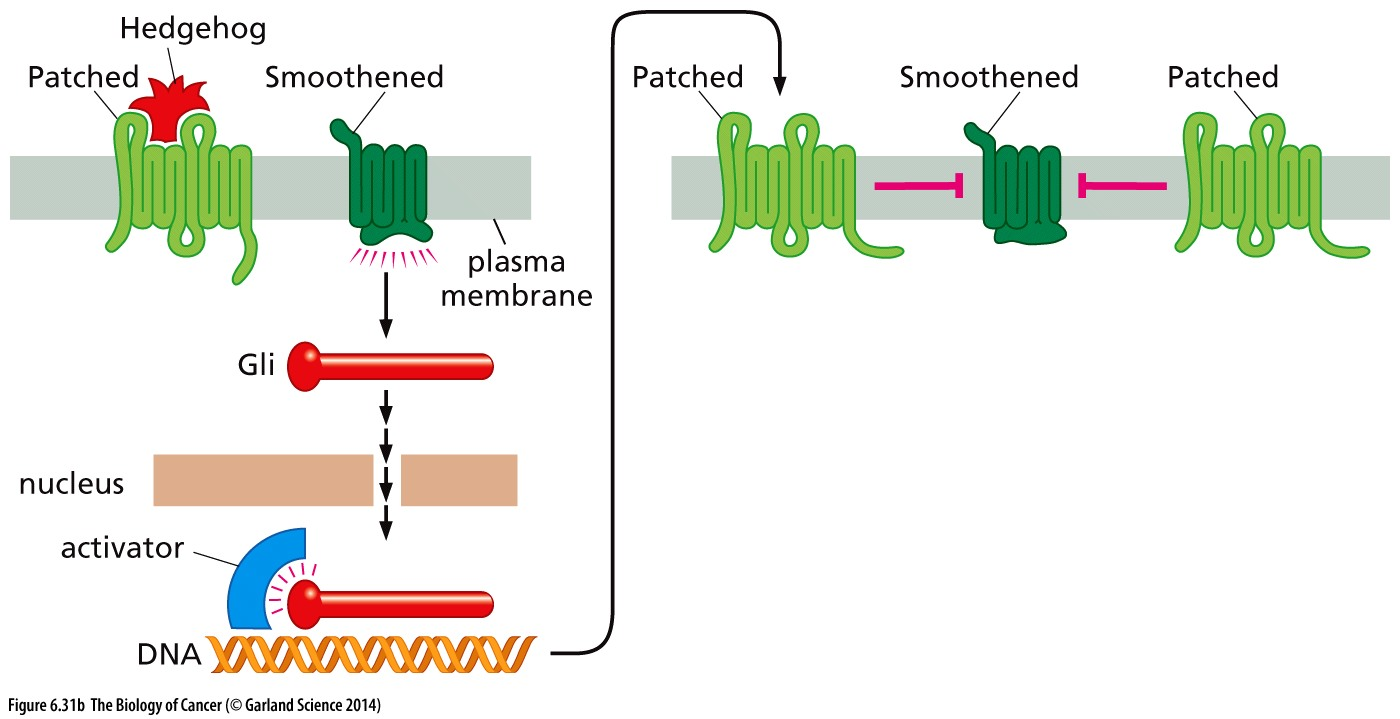 Hedgehog
Patched
Smoothened
plasma
membrane
Gli
nucleus
activator
DNA
Patched
Smoothened
Patched
Figure 6.31b The Biology of Cancer (© Garland Science 2014)